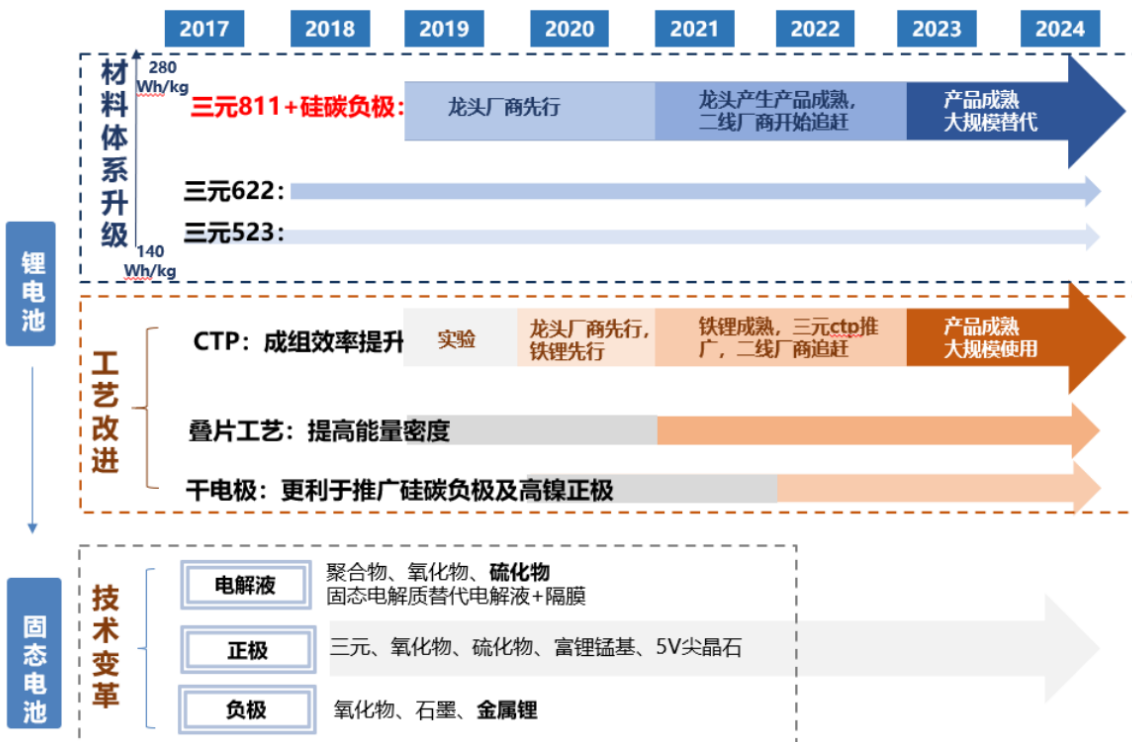 2017 2018 2019 2020 2021 2022 2023 2024
锂电池
材料体系升级
280
Wh/kg
140
Wh/kg
三元811+硅碳负极：
龙头厂商先行
龙头产生产品成熟，
二线厂商开始追赶
产品成熟
大规模替代
三元622：
三元523：
工艺改进
CTP：成组效率提升
实验
龙头厂商先行，
铁锂先行
铁锂成熟，三元ctp推
广，二线厂商追赶
产品成熟
大规模使用
叠片工艺：提高能量密度
干电极：更利于推广硅碳负极及高镍正极
固态电池
技术变革
电解液
聚合物、氧化物、硫化物
固态电解质替代电解液+隔膜
正极
三元、氧化物、硫化物、富锂锰基、5V尖晶石
负极
氧化物、石墨、金属锂